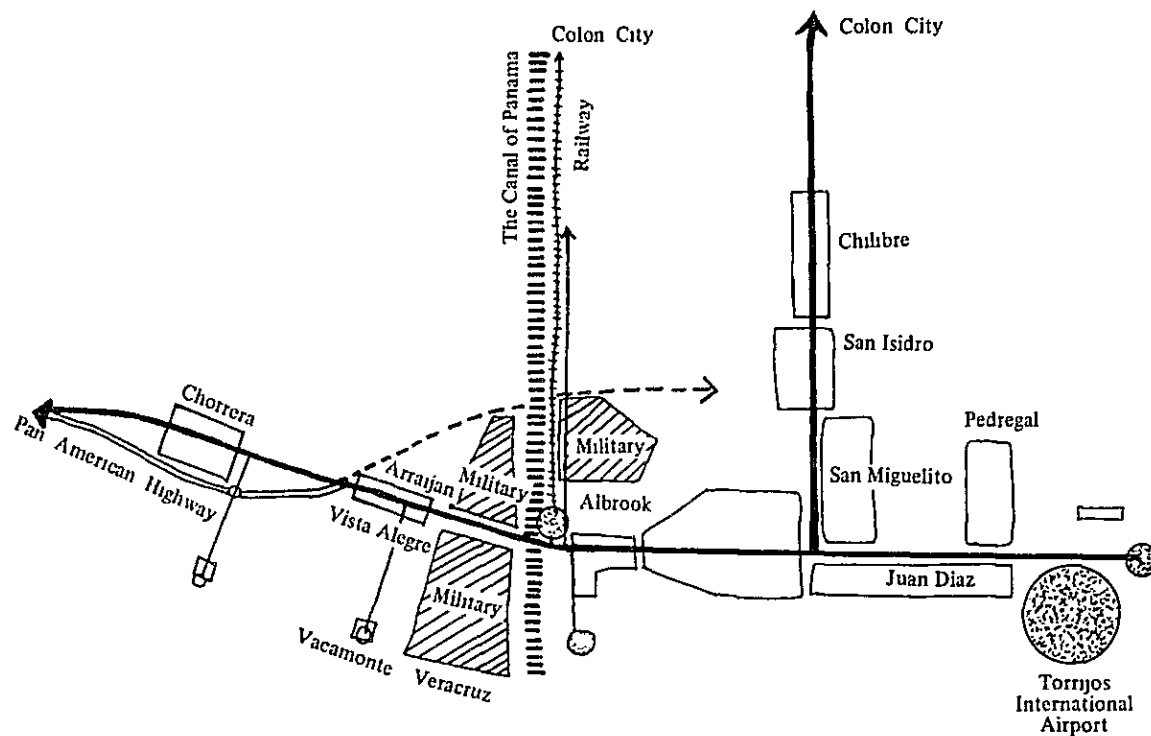 Colon City
Colon City
The Canal of Panama
Railway
Chilibre
San Isidro
Chorrera
Pan American Highway
Pedregal
Military
Arraijan
Military
San Miguelito
Albrook
Vista Alegre
Juan Diaz
Military
Vacamonte
Veracruz
Torrijos
International
Airport